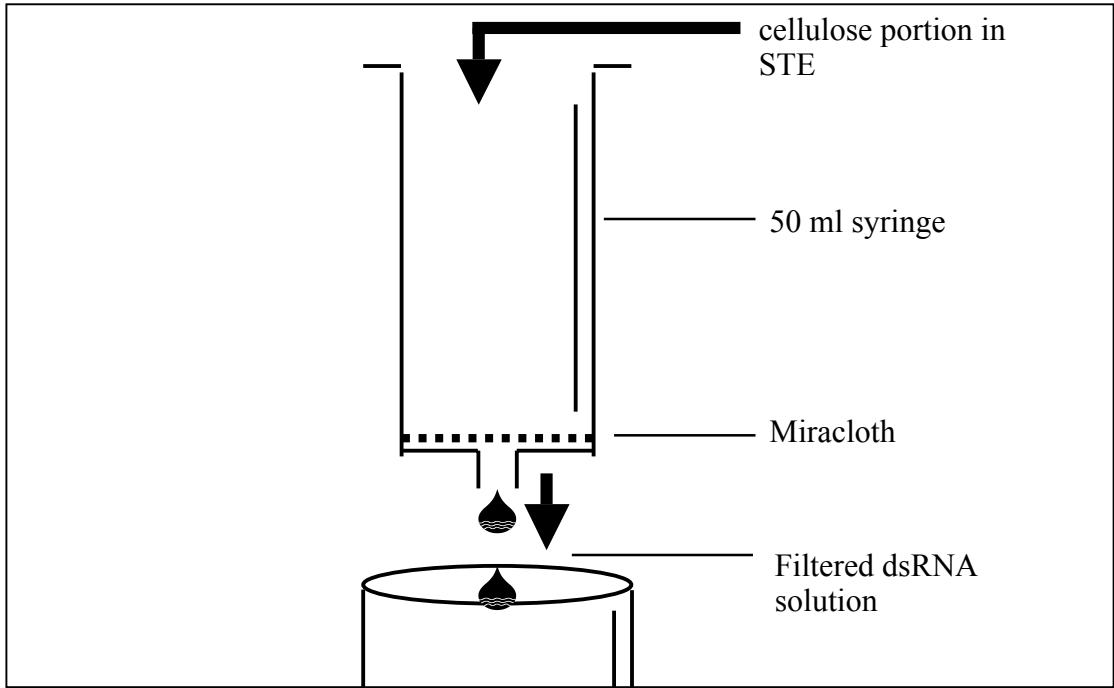 cellulose portion in
STE
50 ml syringe
Miracloth
Filtered dsRNA
solution